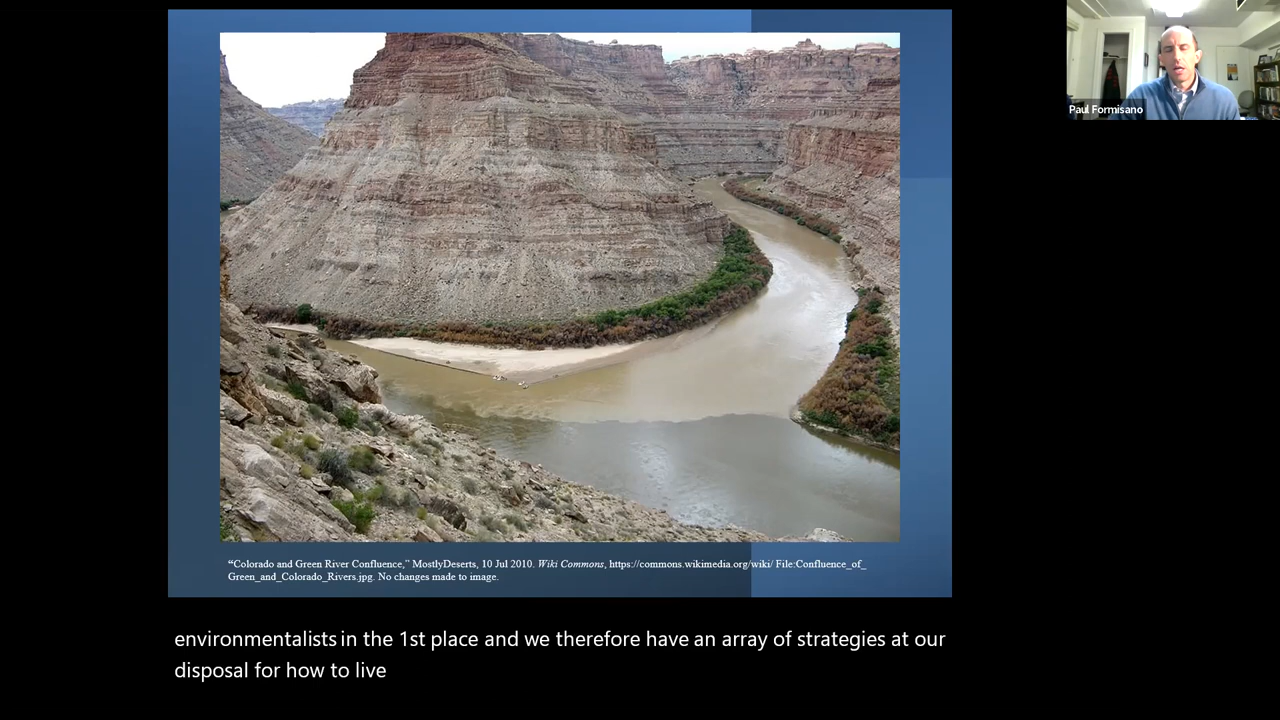 Paul Formisano
“Colorado and Green River Confluence,” MostlyDeserts, 10 Jul 2010. Wiki Commons, https://commons.wikimedia.org/wiki/ File:Confluence_of_
Green_and_Colorado_Rivers.jpg. No changes made to image.
environmentalists in the 1st place and we therefore have an array of strategies at our
disposal for how to live